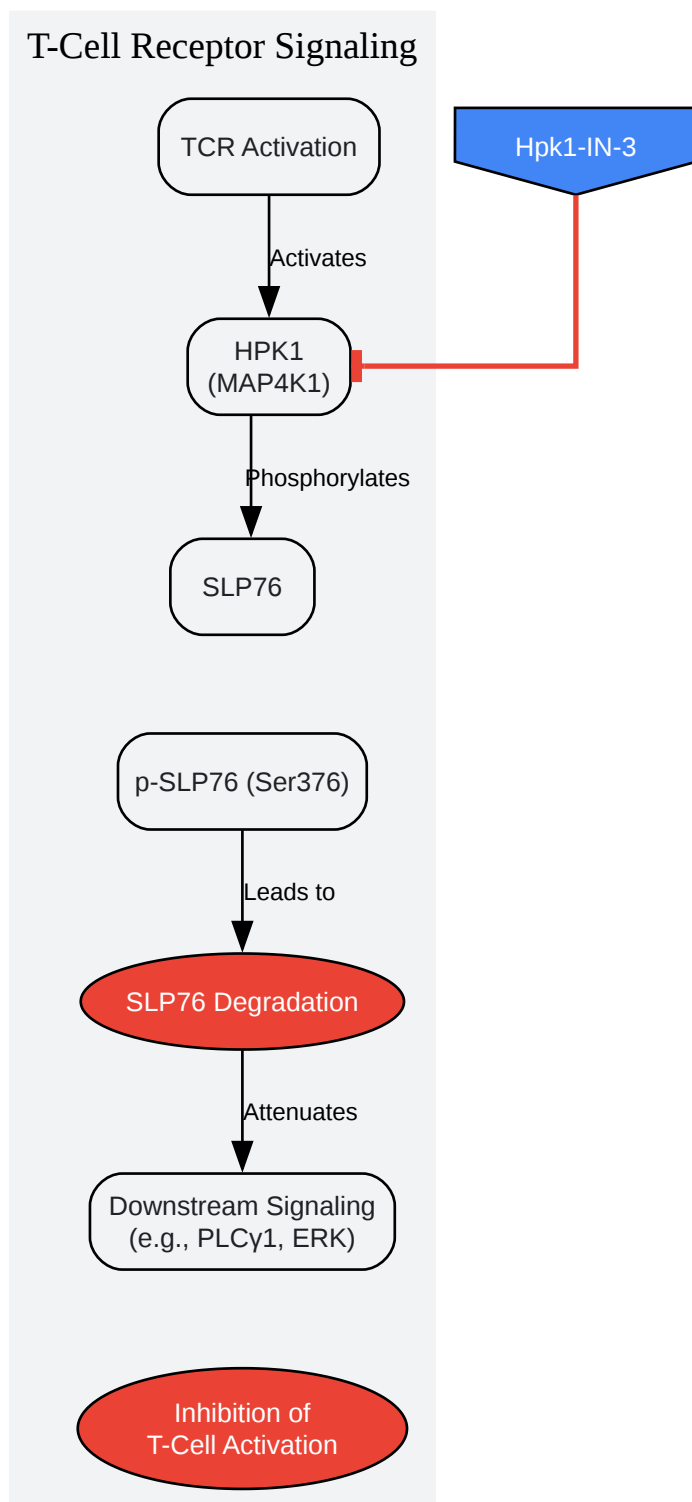 T-Cell Receptor Signaling
TCR Activation
Hpk1-IN-3
Activates
HPK1
(MAP4K1)
Phosphorylates
SLP76
p-SLP76 (Ser376)
Leads to
SLP76 Degradation
Attenuates
Downstream Signaling
(e.g., PLCγ1, ERK)
Inhibition of
T-Cell Activation